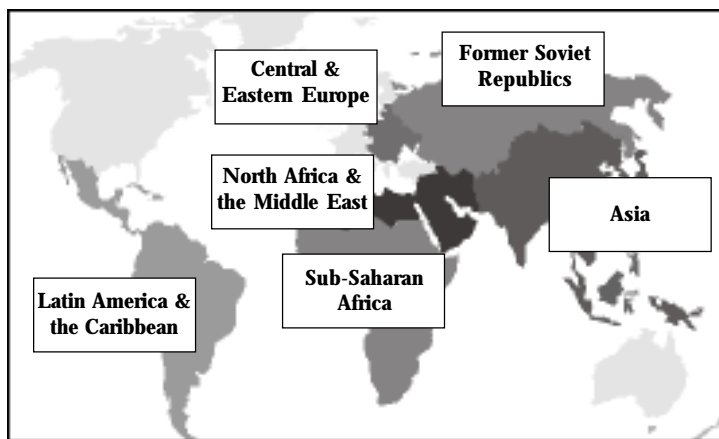 Central &
Eastern Europe
Former Soviet
Republics
North Africa &
the Middle East
Asia
Sub-Saharan
Africa
Latin America &
the Caribbean